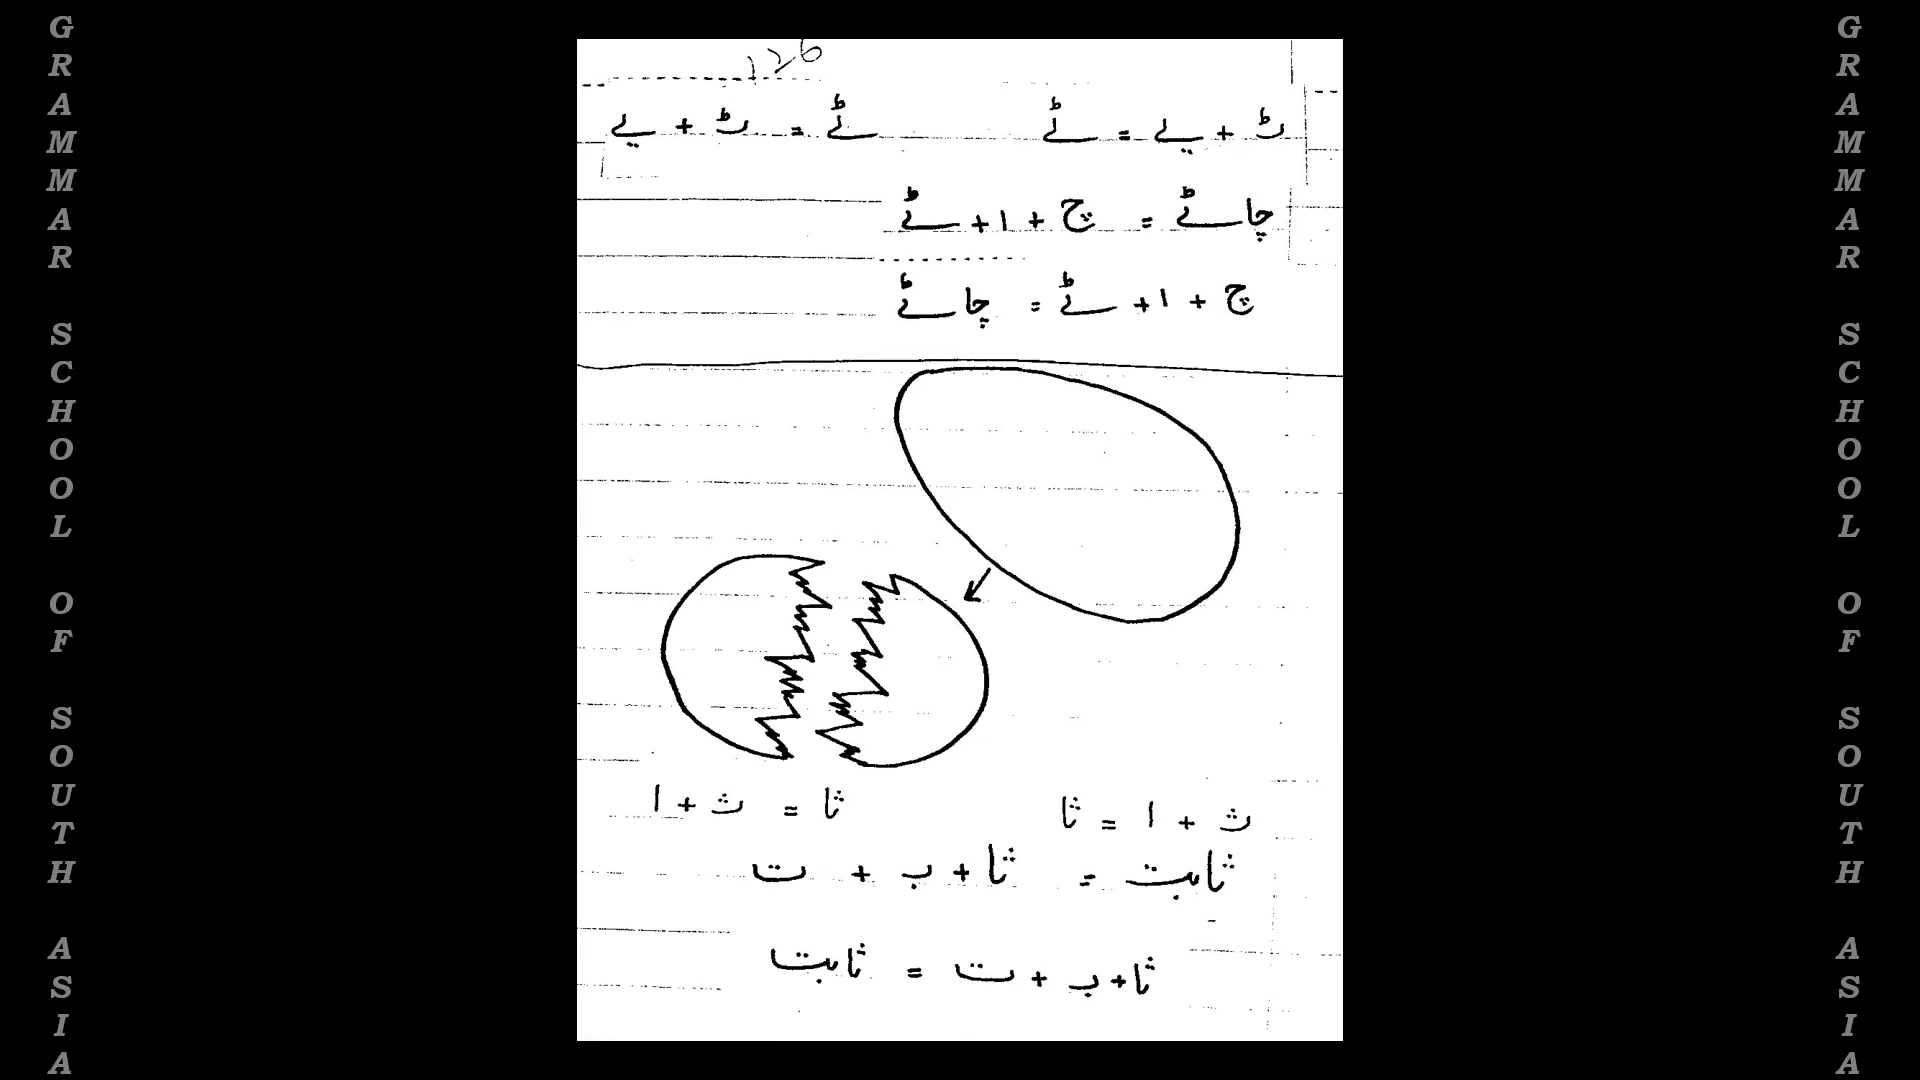 GRAMMAR SCHOOL OF SOUTH ASIA
126
ٹ + یے = ٹے    ٹے = ٹ + یے
چاٹے = چ + ا + ٹے
چ + ا + ٹے = چاٹے
ث + ا = ثا    ثا = ث + ا
ثابت = ثا + ب + ت
ثا + ب + ت = ثابت
GRAMMAR SCHOOL OF SOUTH ASIA